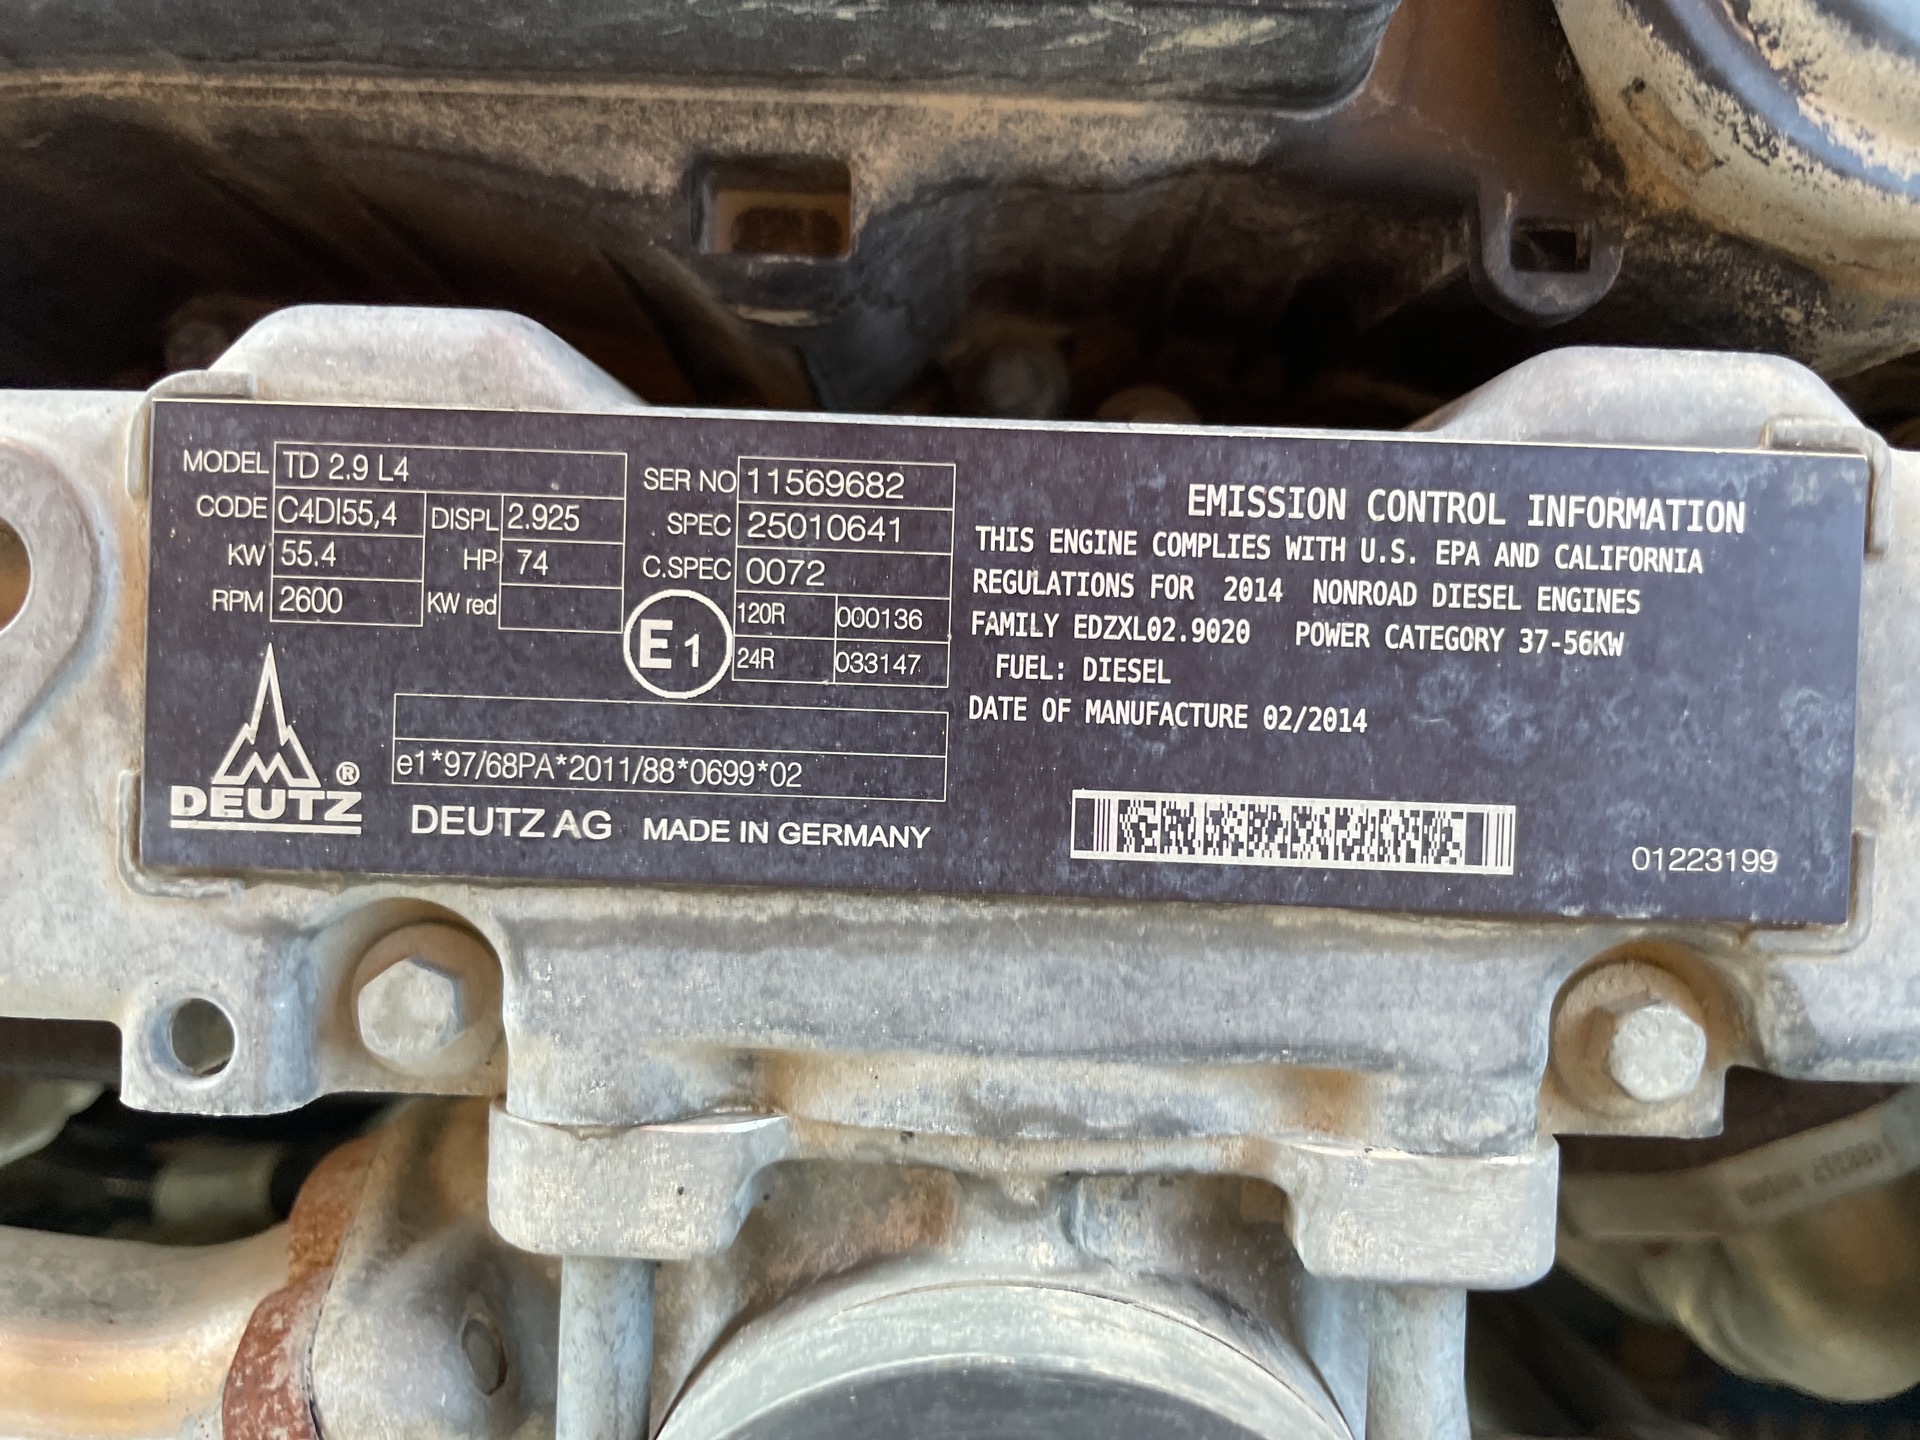 MODEL TD 2.9 L4
CODE C4DI55,4 DISPL 2.925
KW 55.4 HP 74
RPM 2600 KW red
SER NO 11569682
SPEC 25010641
C.SPEC 0072
E1 120R 000136
24R 033147
e1*97/68PA*2011/88*0699*02
DEUTZ ®
DEUTZ AG MADE IN GERMANY
EMISSION CONTROL INFORMATION
THIS ENGINE COMPLIES WITH U.S. EPA AND CALIFORNIA
REGULATIONS FOR 2014 NONROAD DIESEL ENGINES
FAMILY EDZXL02.9020 POWER CATEGORY 37-56KW
FUEL: DIESEL
DATE OF MANUFACTURE 02/2014
01223199